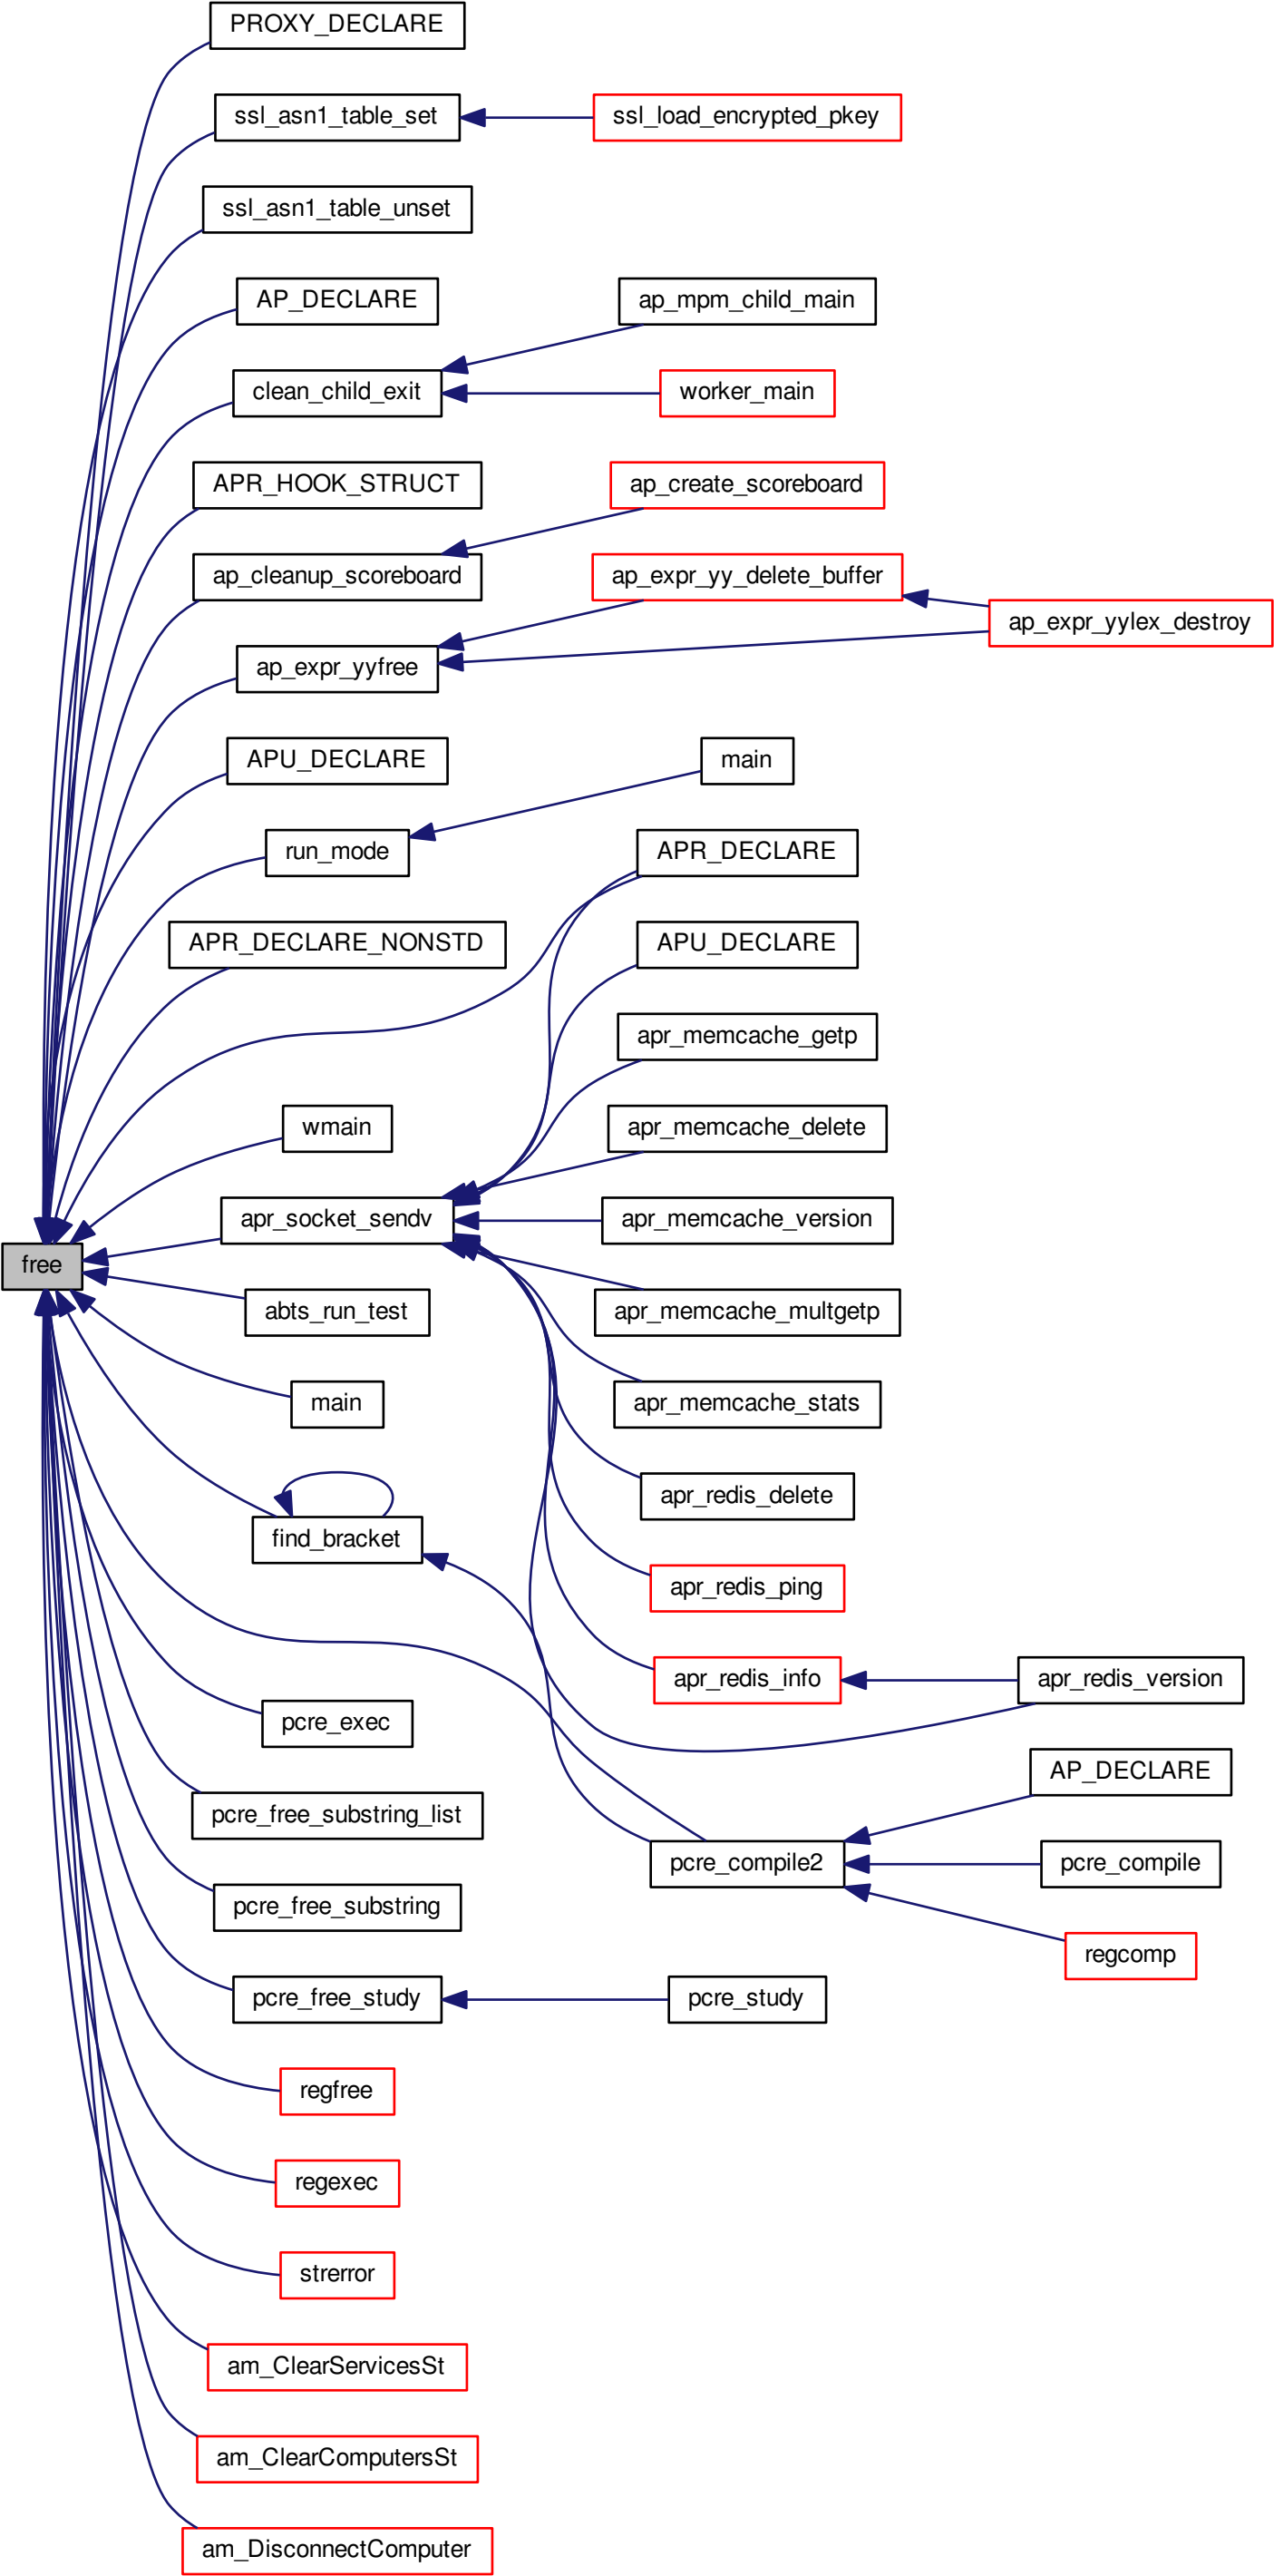 PROXY_DECLARE
ssl_asn1_table_set
ssl_load_encrypted_pkey
ssl_asn1_table_unset
AP_DECLARE
ap_mpm_child_main
clean_child_exit
worker_main
APR_HOOK_STRUCT
ap_create_scoreboard
ap_cleanup_scoreboard
ap_expr_yy_delete_buffer
ap_expr_yylex_destroy
ap_expr_yyfree
APU_DECLARE
main
run_mode
APR_DECLARE
APR_DECLARE_NONSTD
APU_DECLARE
apr_memcache_getp
wmain
apr_memcache_delete
apr_socket_sendv
apr_memcache_version
free
abts_run_test
apr_memcache_multgetp
main
apr_memcache_stats
apr_redis_delete
find_bracket
apr_redis_ping
apr_redis_info
apr_redis_version
pcre_exec
AP_DECLARE
pcre_free_substring_list
pcre_compile2
pcre_compile
pcre_free_substring
regcomp
pcre_free_study
pcre_study
regfree
regexec
strerror
am_ClearServicesSt
am_ClearComputersSt
am_DisconnectComputer